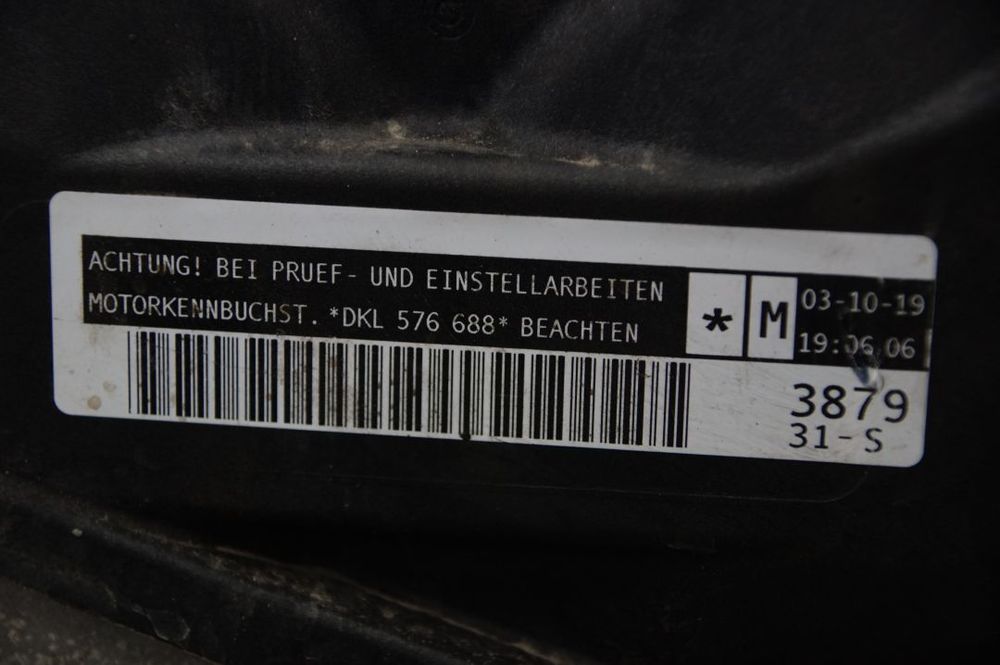 ACHTUNG! BEI PRUEF- UND EINSTELLARBEITEN
MOTORKENNBUCHST. *DKL 576 688* BEACHTEN
* M
03-10-19
19:06.06
3879
31-S